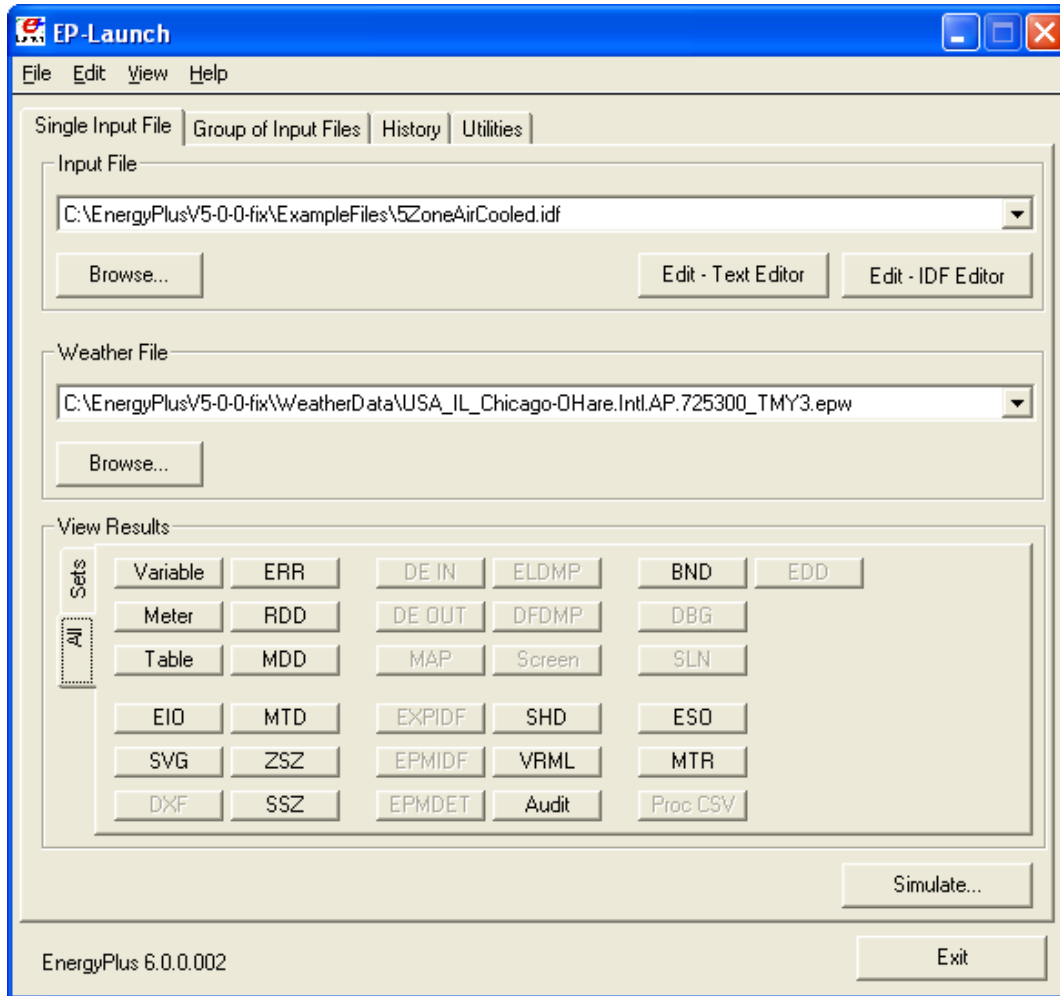 EP-Launch
File Edit View Help
Single Input File Group of Input Files History Utilities
Input File
C:\EnergyPlusV5-0-0-fix\ExampleFiles\5ZoneAirCooled.idf
Browse... Edit - Text Editor Edit - IDF Editor
Weather File
C:\EnergyPlusV5-0-0-fix\WeatherData\USA_IL_Chicago-OHare.Intl.AP.725300_TMY3.epw
Browse...
View Results
Sets
All
Variable ERR DE IN ELDMP BND EDD
Meter RDD DE OUT DFDMP DBG
Table MDD MAP Screen SLN
EIO MTD EXPIDF SHD ESO
SVG ZSZ EPMIDF VRML MTR
DXF SSZ EPMDET Audit Proc CSV
Simulate...
EnergyPlus 6.0.0.002 Exit